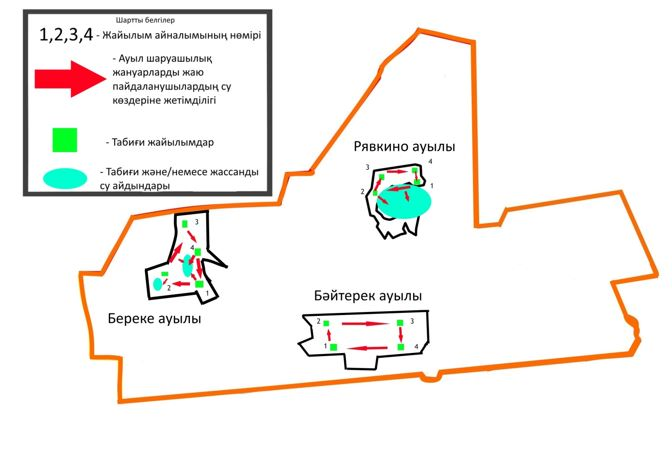 Шартты белгілер
1,2,3,4 - Жайылым айналымының нөмірі
- Ауыл шаруашылық
жануарларды жаю
пайдаланушылардың су
көздеріне жетімділігі
- Табиғи жайылымдар
- Табиғи және/немесе жассанды
су айдындары
Рявкино ауылы
3
4
2
1
3
4
2
1
Береке ауылы
Бәйтерек ауылы
2
3
1
4